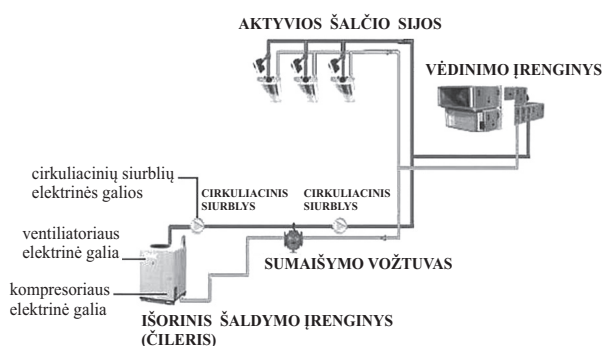 AKTYVIOS ŠALČIO SIJOS
VĖDINIMO ĮRENGINYS
cirkuliacinių siurblių
elektrinės galios
CIRKULIACINIS
SIURBLYS
CIRKULIACINIS
SIURBLYS
ventiliatoriaus
elektrinė galia
SUMAIŠYMO VOŽTUVAS
kompresoriaus
elektrinė galia
IŠORINIS ŠALDYMO ĮRENGINYS
(ČILERIS)